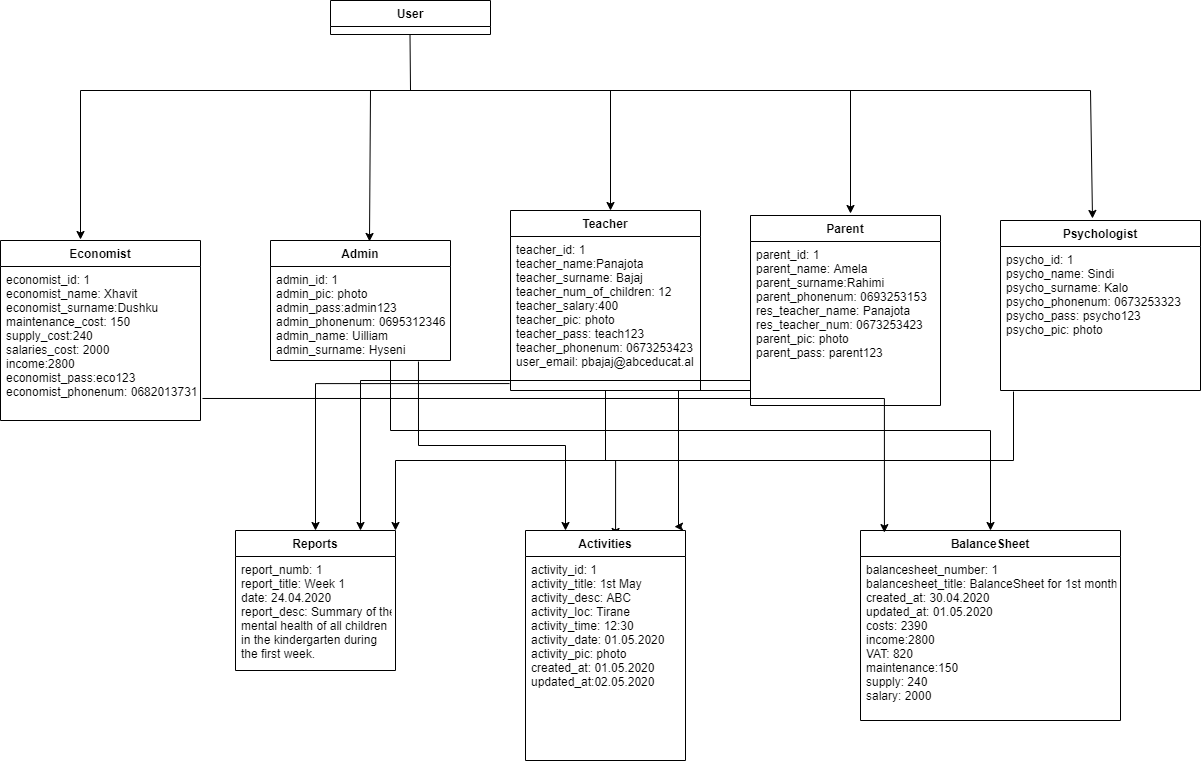 User
Economist
economist_id: 1
economist_name: Xhavit
economist_surname:Dushku
maintenance_cost: 150
supply_cost:240
salaries_cost: 2000
income:2800
economist_pass:eco123
economist_phonenum: 0682013731
Admin
admin_id: 1
admin_pic: photo
admin_pass:admin123
admin_phonenum: 0695312346
admin_name: Uilliam
admin_surname: Hyseni
Teacher
teacher_id: 1
teacher_name:Panajota
teacher_surname: Bajaj
teacher_num_of_children: 12
teacher_salary:400
teacher_pic: photo
teacher_pass: teach123
teacher_phonenum: 0673253423
user_email: pbajaj@abceducat.al
Parent
parent_id: 1
parent_name: Amela
parent_surname:Rahimi
parent_phonenum: 0693253153
res_teacher_name: Panajota
res_teacher_num: 0673253423
parent_pic: photo
parent_pass: parent123
Psychologist
psycho_id: 1
psycho_name: Sindi
psycho_surname: Kalo
psycho_phonenum: 0673253323
psycho_pass: psycho123
psycho_pic: photo
Reports
report_numb: 1
report_title: Week 1
date: 24.04.2020
report_desc: Summary of the
mental health of all children
in the kindergarten during
the first week.
Activities
activity_id: 1
activity_title: 1st May
activity_desc: ABC
activity_loc: Tirane
activity_time: 12:30
activity_date: 01.05.2020
activity_pic: photo
created_at: 01.05.2020
updated_at:02.05.2020
BalanceSheet
balancesheet_number: 1
balancesheet_title: BalanceSheet for 1st month
created_at: 30.04.2020
updated_at: 01.05.2020
costs: 2390
income:2800
VAT: 820
maintenance:150
supply: 240
salary: 2000